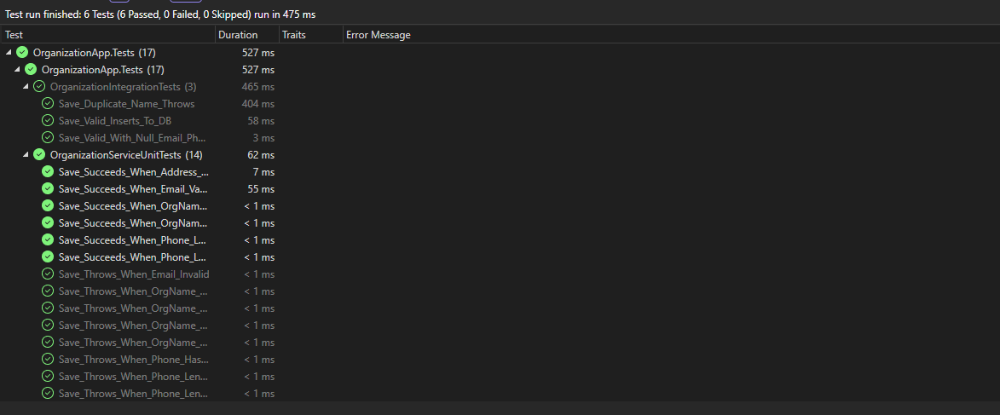 Test run finished: 6 Tests (6 Passed, 0 Failed, 0 Skipped) run in 475 ms
Test Duration Traits Error Message
OrganizationApp.Tests (17) 527 ms
OrganizationApp.Tests (17) 527 ms
OrganizationIntegrationTests (3) 465 ms
Save_Duplicate_Name_Throws 404 ms
Save_Valid_Inserts_To_DB 58 ms
Save_Valid_With_Null_Email_Ph... 3 ms
OrganizationServiceUnitTests (14) 62 ms
Save_Succeeds_When_Address_... 7 ms
Save_Succeeds_When_Email_Va... 55 ms
Save_Succeeds_When_OrgNam... < 1 ms
Save_Succeeds_When_OrgNam... < 1 ms
Save_Succeeds_When_Phone_L... < 1 ms
Save_Succeeds_When_Phone_L... < 1 ms
Save_Throws_When_Email_Invalid < 1 ms
Save_Throws_When_OrgName_... < 1 ms
Save_Throws_When_OrgName_... < 1 ms
Save_Throws_When_OrgName_... < 1 ms
Save_Throws_When_OrgName_... < 1 ms
Save_Throws_When_Phone_Has... < 1 ms
Save_Throws_When_Phone_Len... < 1 ms
Save_Throws_When_Phone_Len... < 1 ms